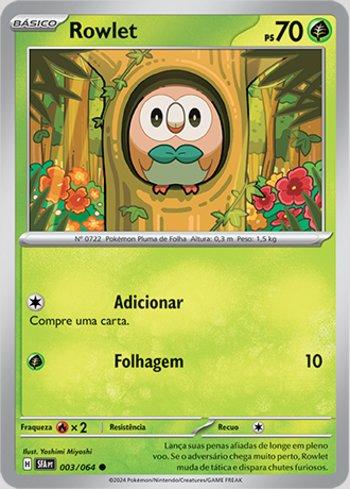 BÁSICO
Rowlet
PS 70
Nº 0722 Pokémon Pluma de Folha Altura: 0,3 m Peso: 1,5 kg
Adicionar
Compre uma carta.
Folhagem 10
Fraqueza × 2 Resistência Recuo
Ilust. Yoshimi Miyoshi
H SFA PT 003/064
Lança suas penas afiadas de longe em pleno
voo. Se o adversário chega muito perto, Rowlet
muda de tática e dispara chutes furiosos.
©2024 Pokémon/Nintendo/Creatures/GAME FREAK